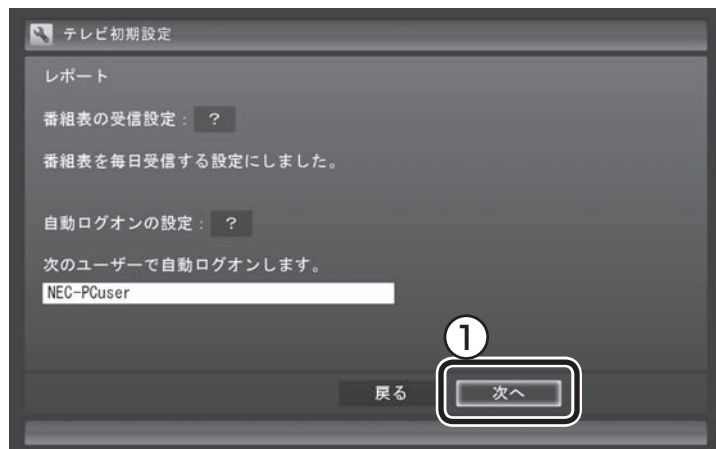 テレビ初期設定
レポート
番組表の受信設定： ?
番組表を毎日受信する設定にしました。
自動ログオンの設定： ?
次のユーザーで自動ログオンします。
NEC-PCuser
①
戻る 次へ